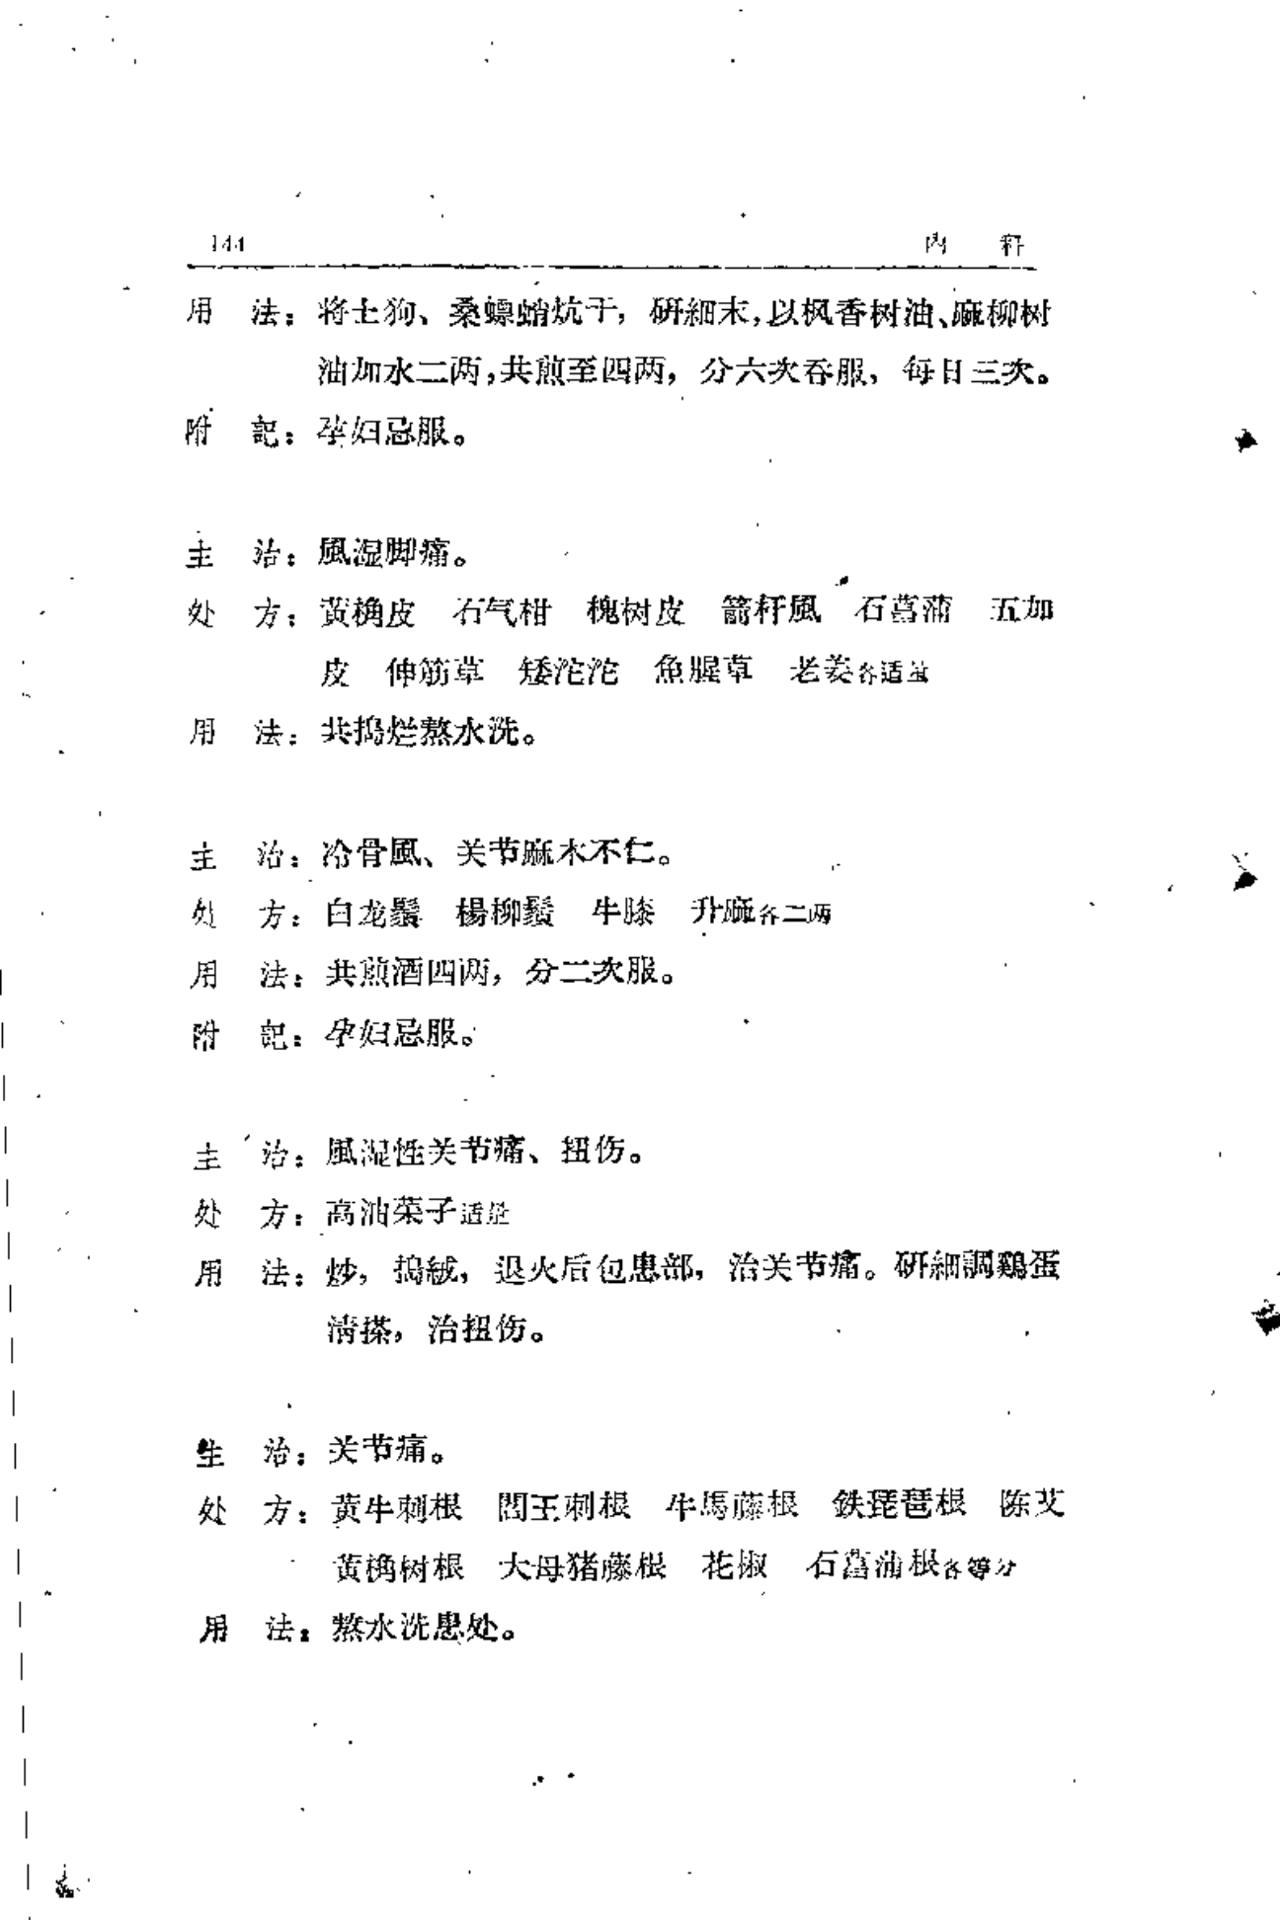 144 内 科
用 法：将土狗、桑螵蛸炕干，研細末，以枫香树油、麻柳树
油加水二两，共煎至四两，分六次吞服，每日三次。
附 記：孕妇忌服。
主 治：風湿脚痛。
处 方：黄桷皮 石气柑 槐树皮 箭杆風 石菖蒲 五加
皮 伸筋草 矮沱沱 魚腥草 老姜各适量
用 法：共搗烂熬水洗。
主 治：冷骨風、关节麻木不仁。
处 方：白龙鬚 楊柳鬚 牛膝 升麻各二两
用 法：共煎酒四两，分二次服。
附 記：孕妇忌服。
主 治：風湿性关节痛、扭伤。
处 方：高油菜子适量
用 法：炒，搗絨，退火后包患部，治关节痛。研細調鷄蛋
清搽，治扭伤。
主 治：关节痛。
处 方：黄牛刺根 閻王刺根 牛馬藤根 鉄琵琶根 陈艾
黄桷树根 大母猪藤根 花椒 石菖蒲根各等分
用 法：熬水洗患处。